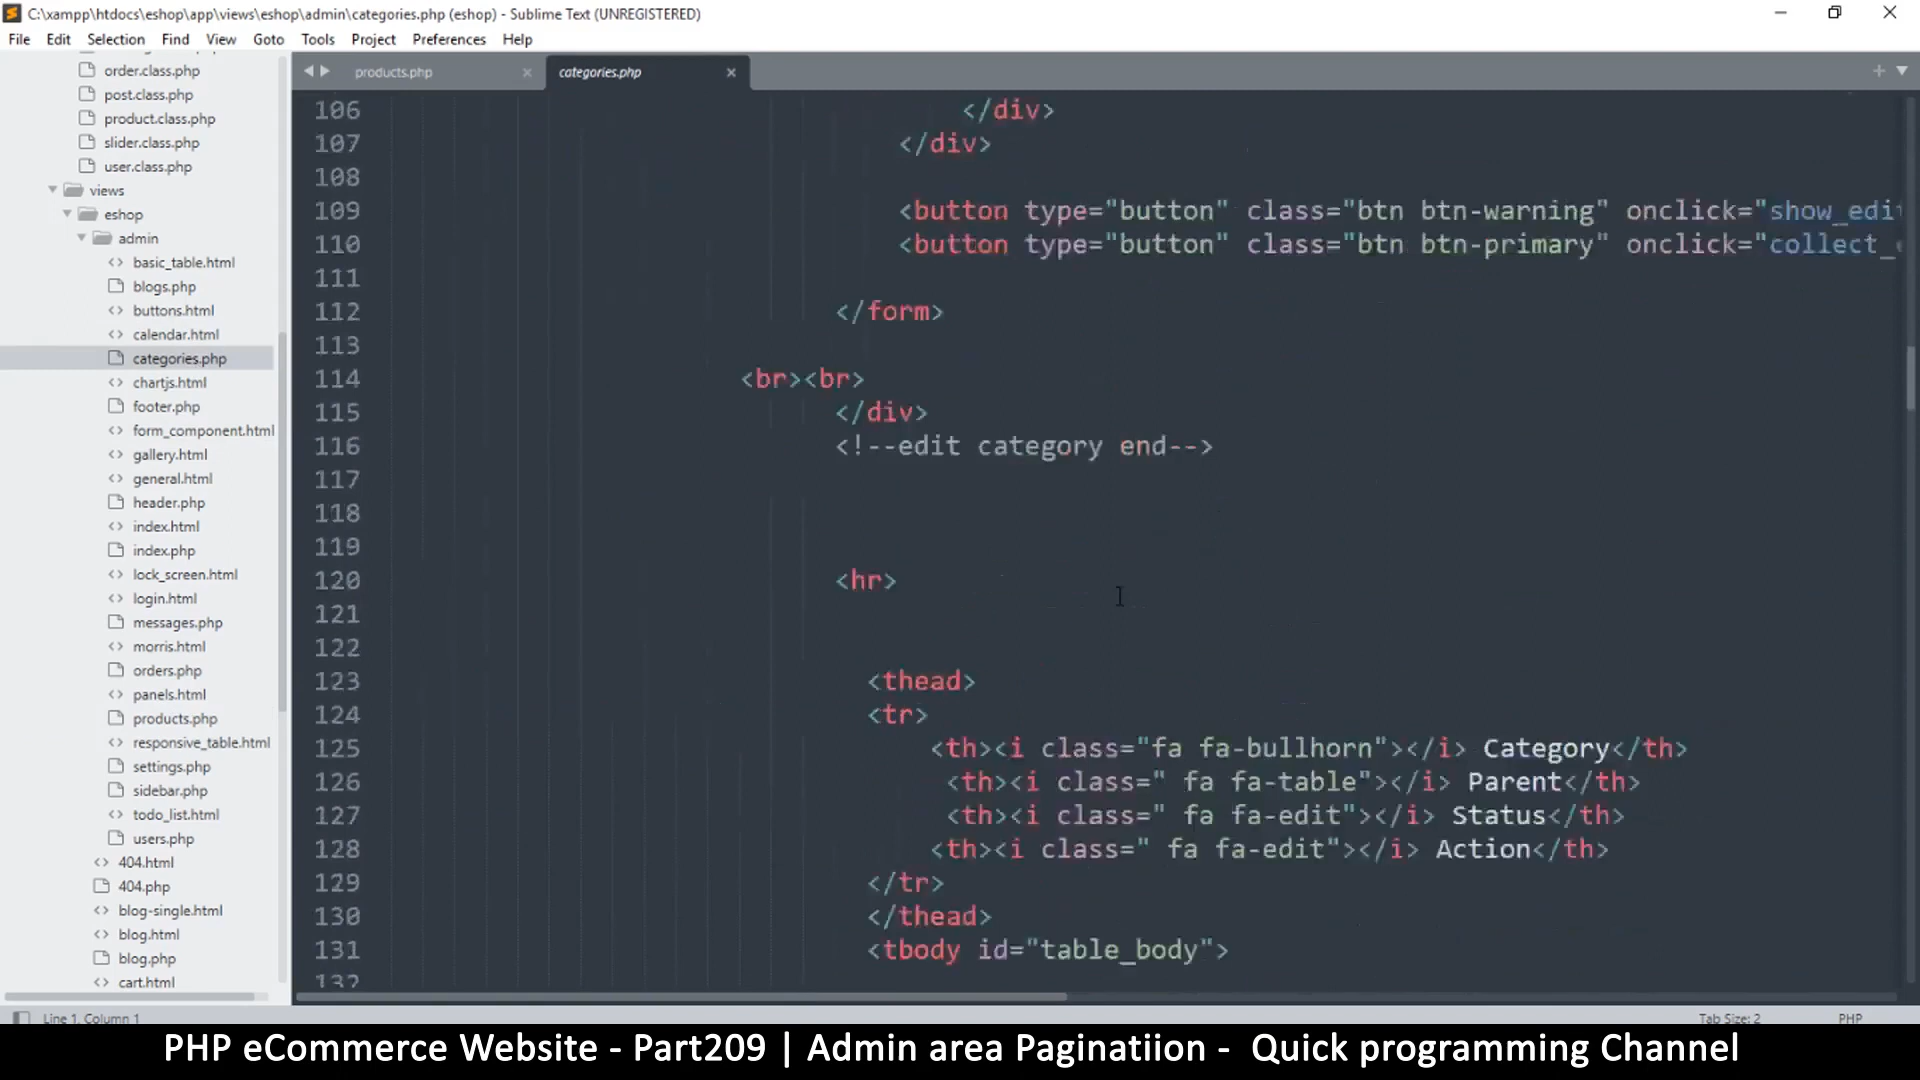 C:\xampp\htdocs\eshop\app\views\eshop\admin\categories.php (eshop) - Sublime Text (UNREGISTERED)
File Edit Selection Find View Goto Tools Project Preferences Help
order.class.php
post.class.php
product.class.php
slider.class.php
user.class.php
views
eshop
admin
basic_table.html
blogs.php
buttons.html
calendar.html
categories.php
chartjs.html
footer.php
form_component.html
gallery.html
general.html
header.php
index.html
index.php
lock_screen.html
login.html
messages.php
morris.html
orders.php
panels.html
products.php
responsive_table.html
settings.php
sidebar.php
todo_list.html
users.php
404.html
404.php
blog-single.html
blog.html
blog.php
cart.html
products.php categories.php
106 </div>
107 </div>
108
109 <button type="button" class="btn btn-warning" onclick="show_edi
110 <button type="button" class="btn btn-primary" onclick="collect_
111
112 </form>
113
114 <br><br>
115 </div>
116 <!--edit category end-->
117
118
119
120 <hr>
121
122
123 <thead>
124 <tr>
125 <th><i class="fa fa-bullhorn"></i> Category</th>
126 <th><i class=" fa fa-table"></i> Parent</th>
127 <th><i class=" fa fa-edit"></i> Status</th>
128 <th><i class=" fa fa-edit"></i> Action</th>
129 </tr>
130 </thead>
131 <tbody id="table_body">
132
Line 1, Column 1 Tab Size: 2 PHP
PHP eCommerce Website - Part209 | Admin area Paginatiion - Quick programming Channel